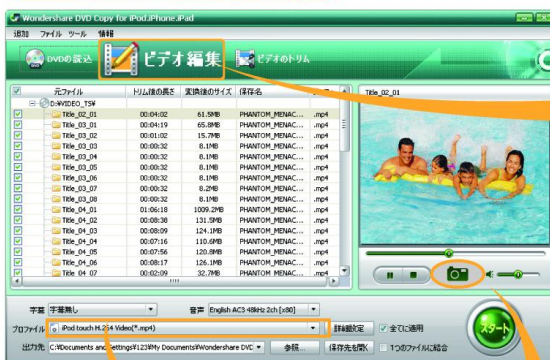 Wondershare DVD Copy for iPod.iPhone.iPad
追加 ファイル ツール 情報
DVDの読込 ビデオ編集 ビデオのトリム
元ファイル トリム後の長さ 変換後のサイズ 保存名
Title_02_01
D:¥VIDEO_TS¥
Title_02_01 00:04:02 61.5MB PHANTOM_MENAC... .mp4
Title_03_01 00:04:19 65.8MB PHANTOM_MENAC... .mp4
Title_03_02 00:01:02 15.7MB PHANTOM_MENAC... .mp4
Title_03_03 00:00:32 8.1MB PHANTOM_MENAC... .mp4
Title_03_04 00:00:32 8.1MB PHANTOM_MENAC... .mp4
Title_03_05 00:00:32 8.1MB PHANTOM_MENAC... .mp4
Title_03_06 00:00:32 8.1MB PHANTOM_MENAC... .mp4
Title_03_07 00:00:32 8.2MB PHANTOM_MENAC... .mp4
Title_03_08 00:00:32 8.1MB PHANTOM_MENAC... .mp4
Title_04_01 01:06:18 1009.2MB PHANTOM_MENAC... .mp4
Title_04_02 00:08:38 131.5MB PHANTOM_MENAC... .mp4
Title_04_03 00:08:09 124.1MB PHANTOM_MENAC... .mp4
Title_04_04 00:07:16 110.6MB PHANTOM_MENAC... .mp4
Title_04_05 00:07:56 120.8MB PHANTOM_MENAC... .mp4
Title_04_06 00:08:17 126.1MB PHANTOM_MENAC... .mp4
Title_04_07 00:02:09 32.7MB PHANTOM_MENAC... .mp4
字幕 字幕無し 音声 English AC3 48kHz 2ch [x80]
プロファイル iPod touch H.264 Video(*.mp4) 詳細設定 全てに適用
出力先 C:¥Documents and Settings¥123¥My Documents¥Wondershare DVD 参照... 保存先を開K 1つのファイルに結合
スタート